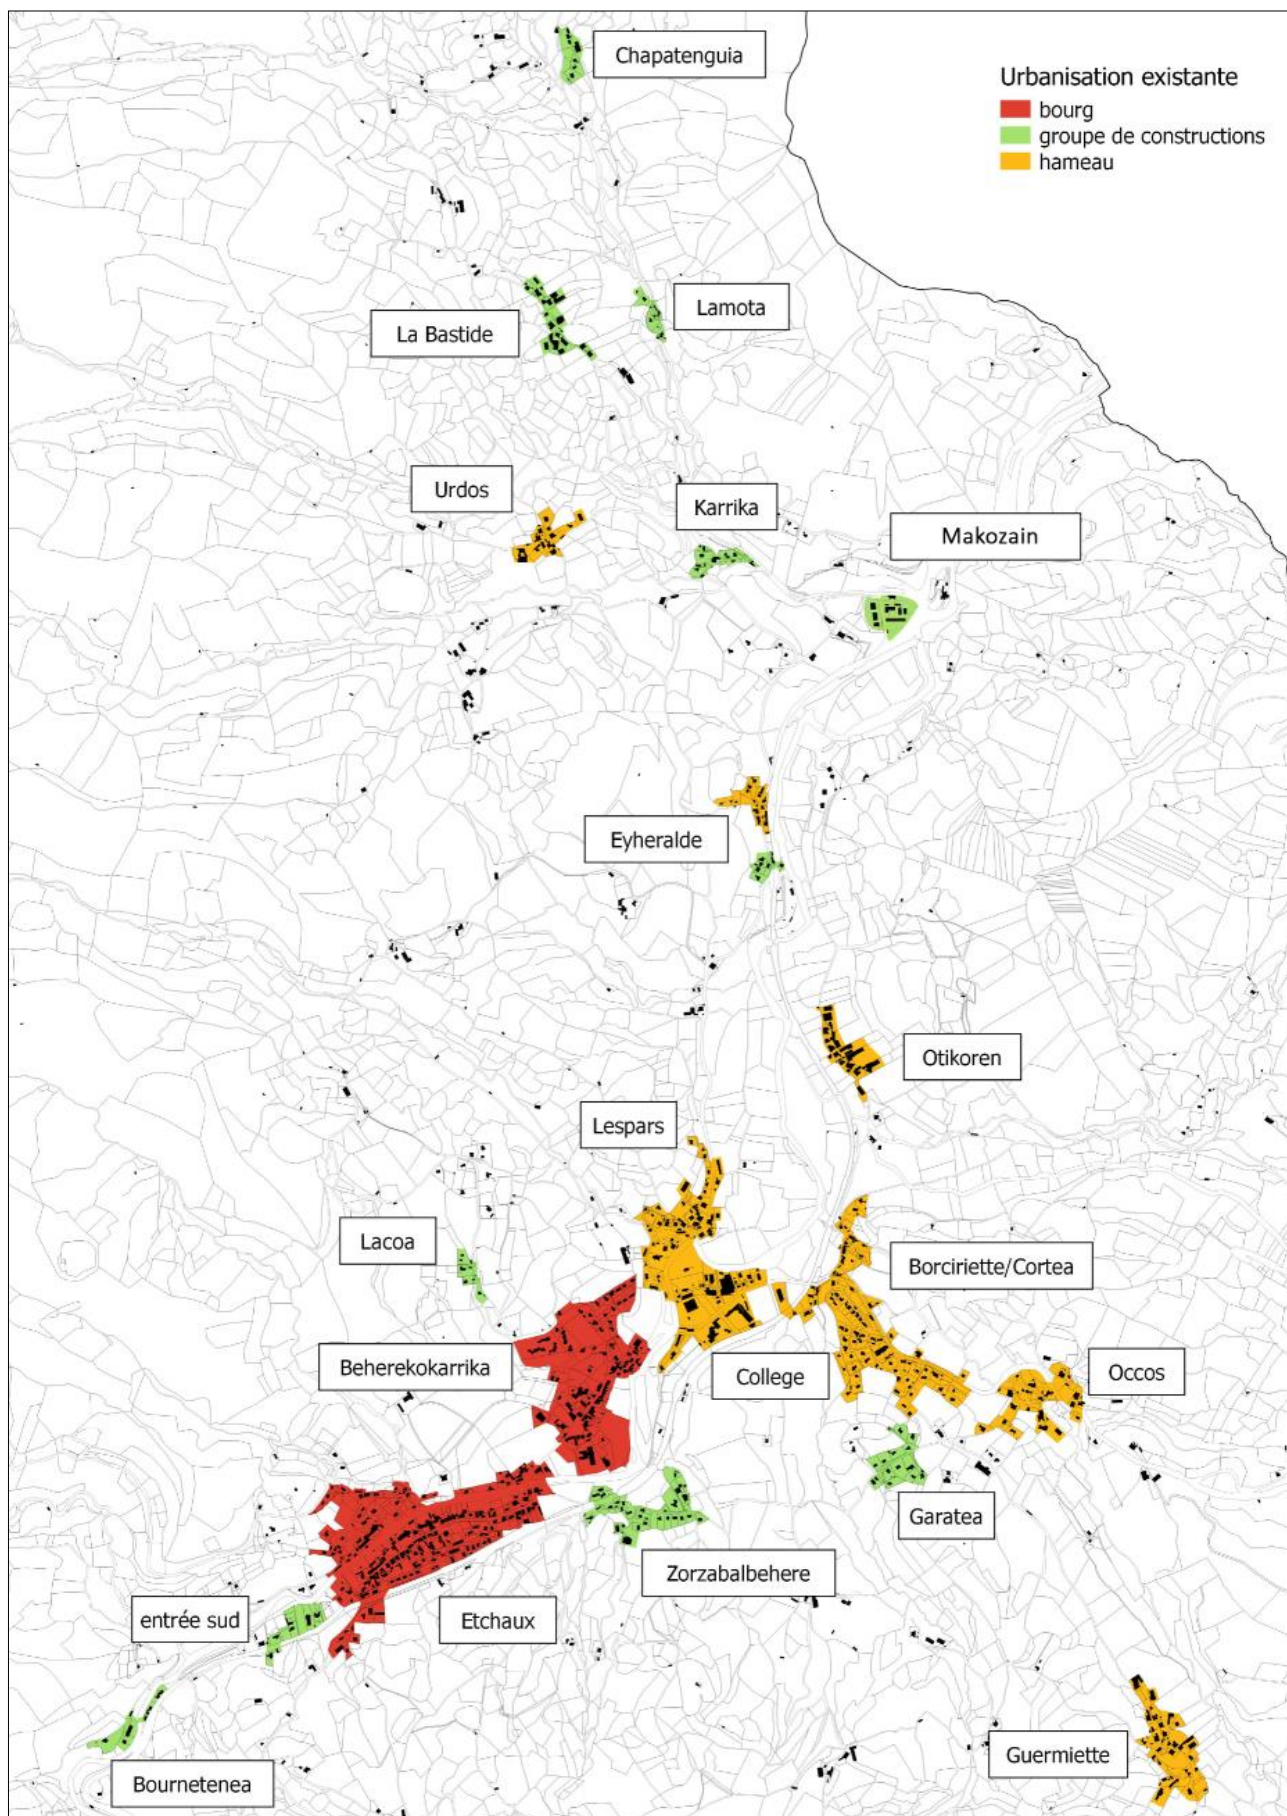 Chapatenguia
Urbanisation existante
bourg
groupe de constructions
hameau
Lamota
La Bastide
Urdos
Karrika
Makozain
Eyheralde
Otikoren
Lespars
Lacoa
Borciriette/Cortea
Beherekokarrika
College
Occos
Garatea
Zorzabalbehere
entrée sud
Etchaux
Guermiette
Bournetenea